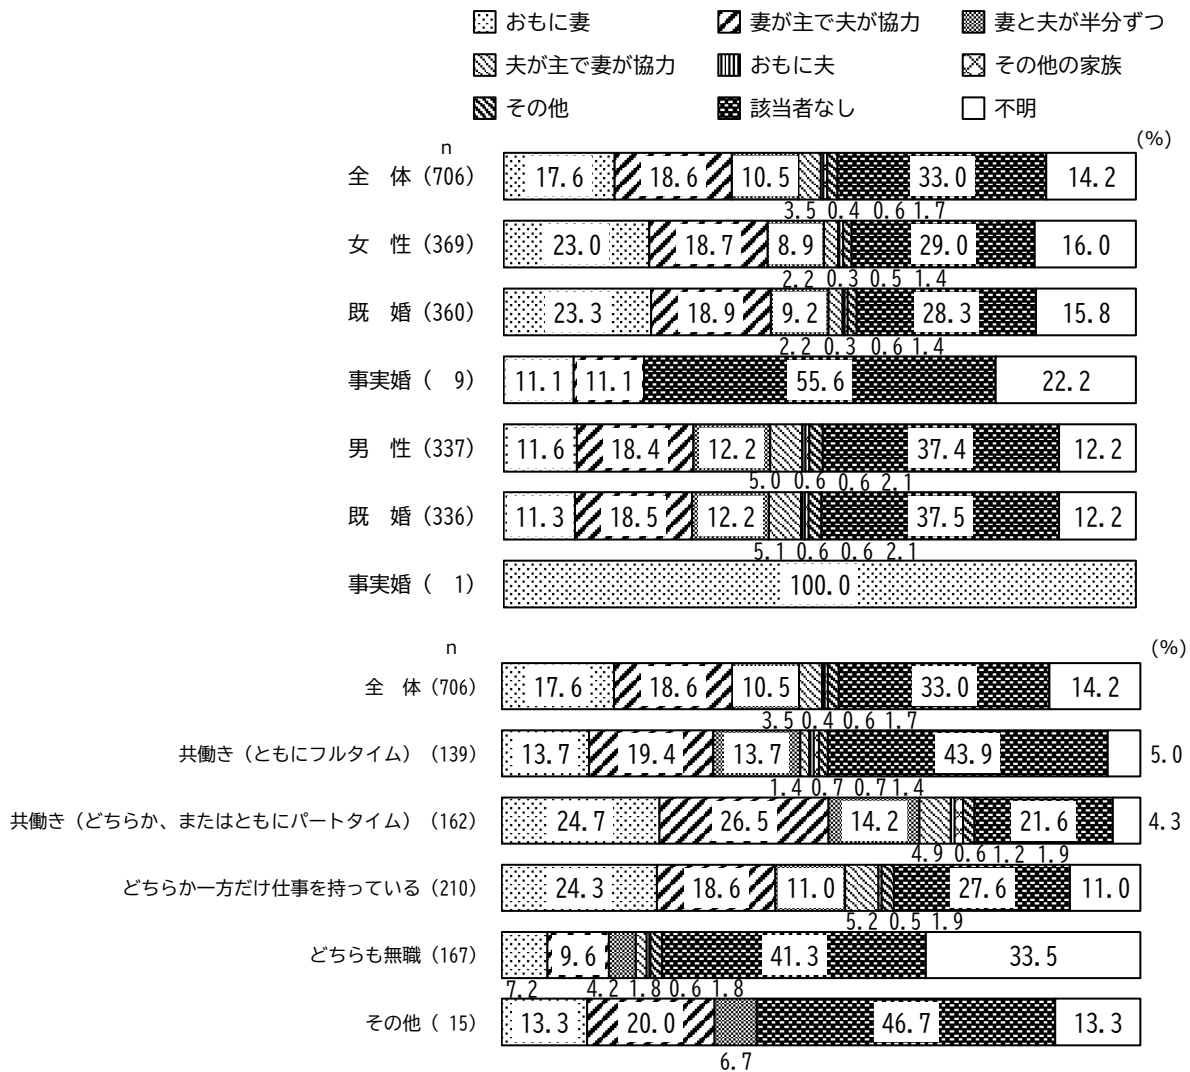 おもに妻 妻が主で夫が協力 妻と夫が半分ずつ
夫が主で妻が協力 おもに夫 その他の家族
その他 該当者なし 不明
n (%)
全 体 (706) 17.6 18.6 10.5 33.0 14.2
3.5 0.4 0.6 1.7
女 性 (369) 23.0 18.7 8.9 29.0 16.0
2.2 0.3 0.5 1.4
既 婚 (360) 23.3 18.9 9.2 28.3 15.8
2.2 0.3 0.6 1.4
事実婚 ( 9) 11.1 11.1 55.6 22.2
男 性 (337) 11.6 18.4 12.2 37.4 12.2
5.0 0.6 0.6 2.1
既 婚 (336) 11.3 18.5 12.2 37.5 12.2
5.1 0.6 0.6 2.1
事実婚 ( 1) 100.0
n (%)
全 体 (706) 17.6 18.6 10.5 33.0 14.2
3.5 0.4 0.6 1.7
共働き（ともにフルタイム） (139) 13.7 19.4 13.7 43.9 5.0
1.4 0.7 0.7 1.4
共働き（どちらか、またはともにパートタイム） (162) 24.7 26.5 14.2 21.6 4.3
4.9 0.6 1.2 1.9
どちらか一方だけ仕事を持っている (210) 24.3 18.6 11.0 27.6 11.0
5.2 0.5 1.9
どちらも無職 (167) 9.6 41.3 33.5
7.2 4.2 1.8 0.6 1.8
その他 ( 15) 13.3 20.0 46.7 13.3
6.7